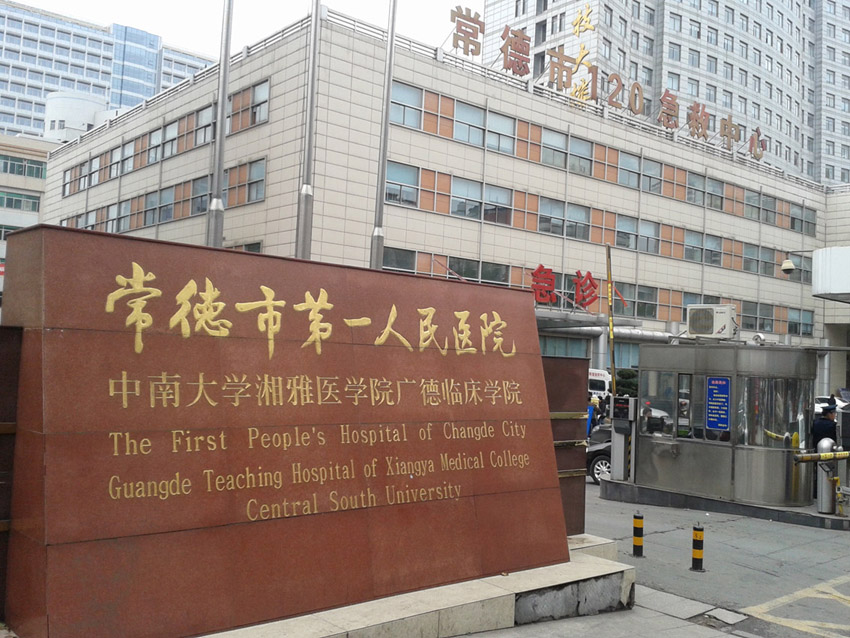 常德市120急救中心
急诊
常德市第一人民医院
中南大学湘雅医学院广德临床学院
The First People's Hospital of Changde City
Guangde Teaching Hospital of Xiangya Medical College
Central South University